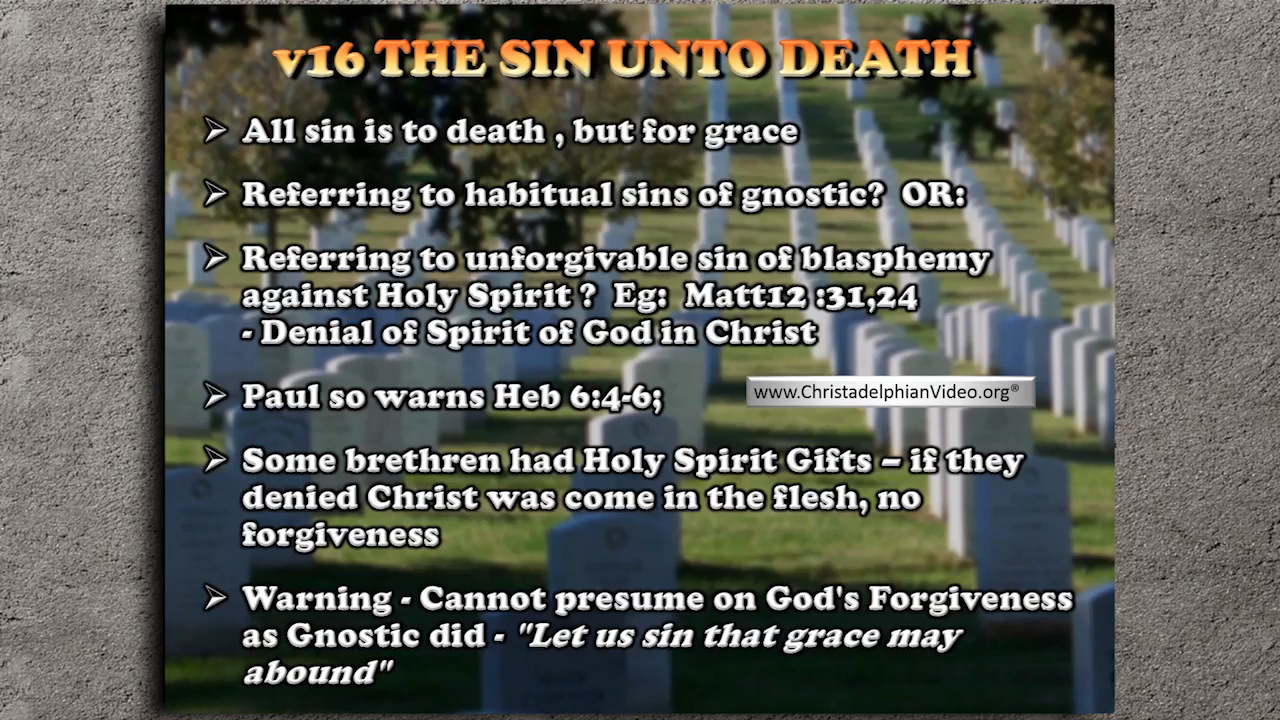 v16 THE SIN UNTO DEATH
➢ All sin is to death , but for grace
➢ Referring to habitual sins of gnostic? OR:
➢ Referring to unforgivable sin of blasphemy
against Holy Spirit ? Eg: Matt12 :31,24
- Denial of Spirit of God in Christ
➢ Paul so warns Heb 6:4-6;
www.ChristadelphianVideo.org®
➢ Some brethren had Holy Spirit Gifts – if they
denied Christ was come in the flesh, no
forgiveness
➢ Warning - Cannot presume on God's Forgiveness
as Gnostic did - "Let us sin that grace may
abound"